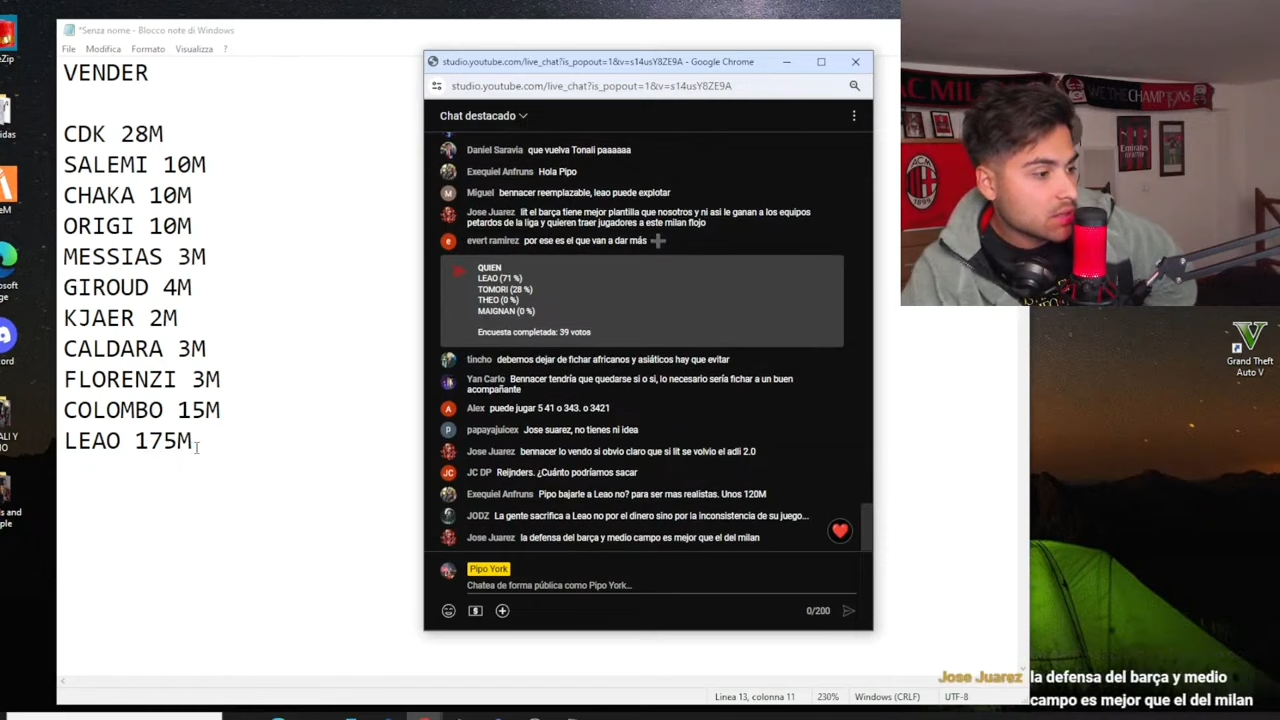 *Senza nome - Blocco note di Windows
File Modifica Formato Visualizza ?
VENDER
CDK 28M
SALEMI 10M
CHAKA 10M
ORIGI 10M
MESSIAS 3M
GIROUD 4M
KJAER 2M
CALDARA 3M
FLORENZI 3M
COLOMBO 15M
LEAO 175M
studio.youtube.com/live_chat?is_popout=1&v=s14usY8ZE9A - Google Chrome
studio.youtube.com/live_chat?is_popout=1&v=s14usY8ZE9A
Chat destacado
Daniel Saravia que vuelva Tonali paaaaaa
Exequiel Anfruns Hola Pipo
Miguel bennacer reemplazable, leao puede explotar
Jose Juarez lit el barça tiene mejor plantilla que nosotros y ni asi le ganan a los equipos
petardos de la liga y quieren traer jugadores a este milan flojo
evert ramirez por ese es el que van a dar más
QUIEN
LEAO (71 %)
TOMORI (28 %)
THEO (0 %)
MAIGNAN (0 %)
Encuesta completada: 39 votos
tincho debemos dejar de fichar africanos y asiáticos hay que evitar
Yan Carlo Bennacer tendría que quedarse si o si, lo necesario sería fichar a un buen
acompañante
Alex puede jugar 5 41 o 343. o 3421
papayajuicex Jose suarez, no tienes ni idea
Jose Juarez bennacer lo vendo si obvio claro que si lit se volvio el adli 2.0
JC DP Reijnders. ¿Cuánto podríamos sacar
Exequiel Anfruns Pipo bajarle a Leao no? para ser mas realistas. Unos 120M
JODZ La gente sacrifica a Leao no por el dinero sino por la inconsistencia de su juego...
Jose Juarez la defensa del barça y medio campo es mejor que el del milan
Pipo York
Chatea de forma pública como Pipo York...
0/200
Linea 13, colonna 11 230% Windows (CRLF) UTF-8
AC MIL
WE THE CHAMPIONS
ACM
1899
Grand Theft
Auto V
Jose Juarez la defensa del barça y medio
campo es mejor que el del milan